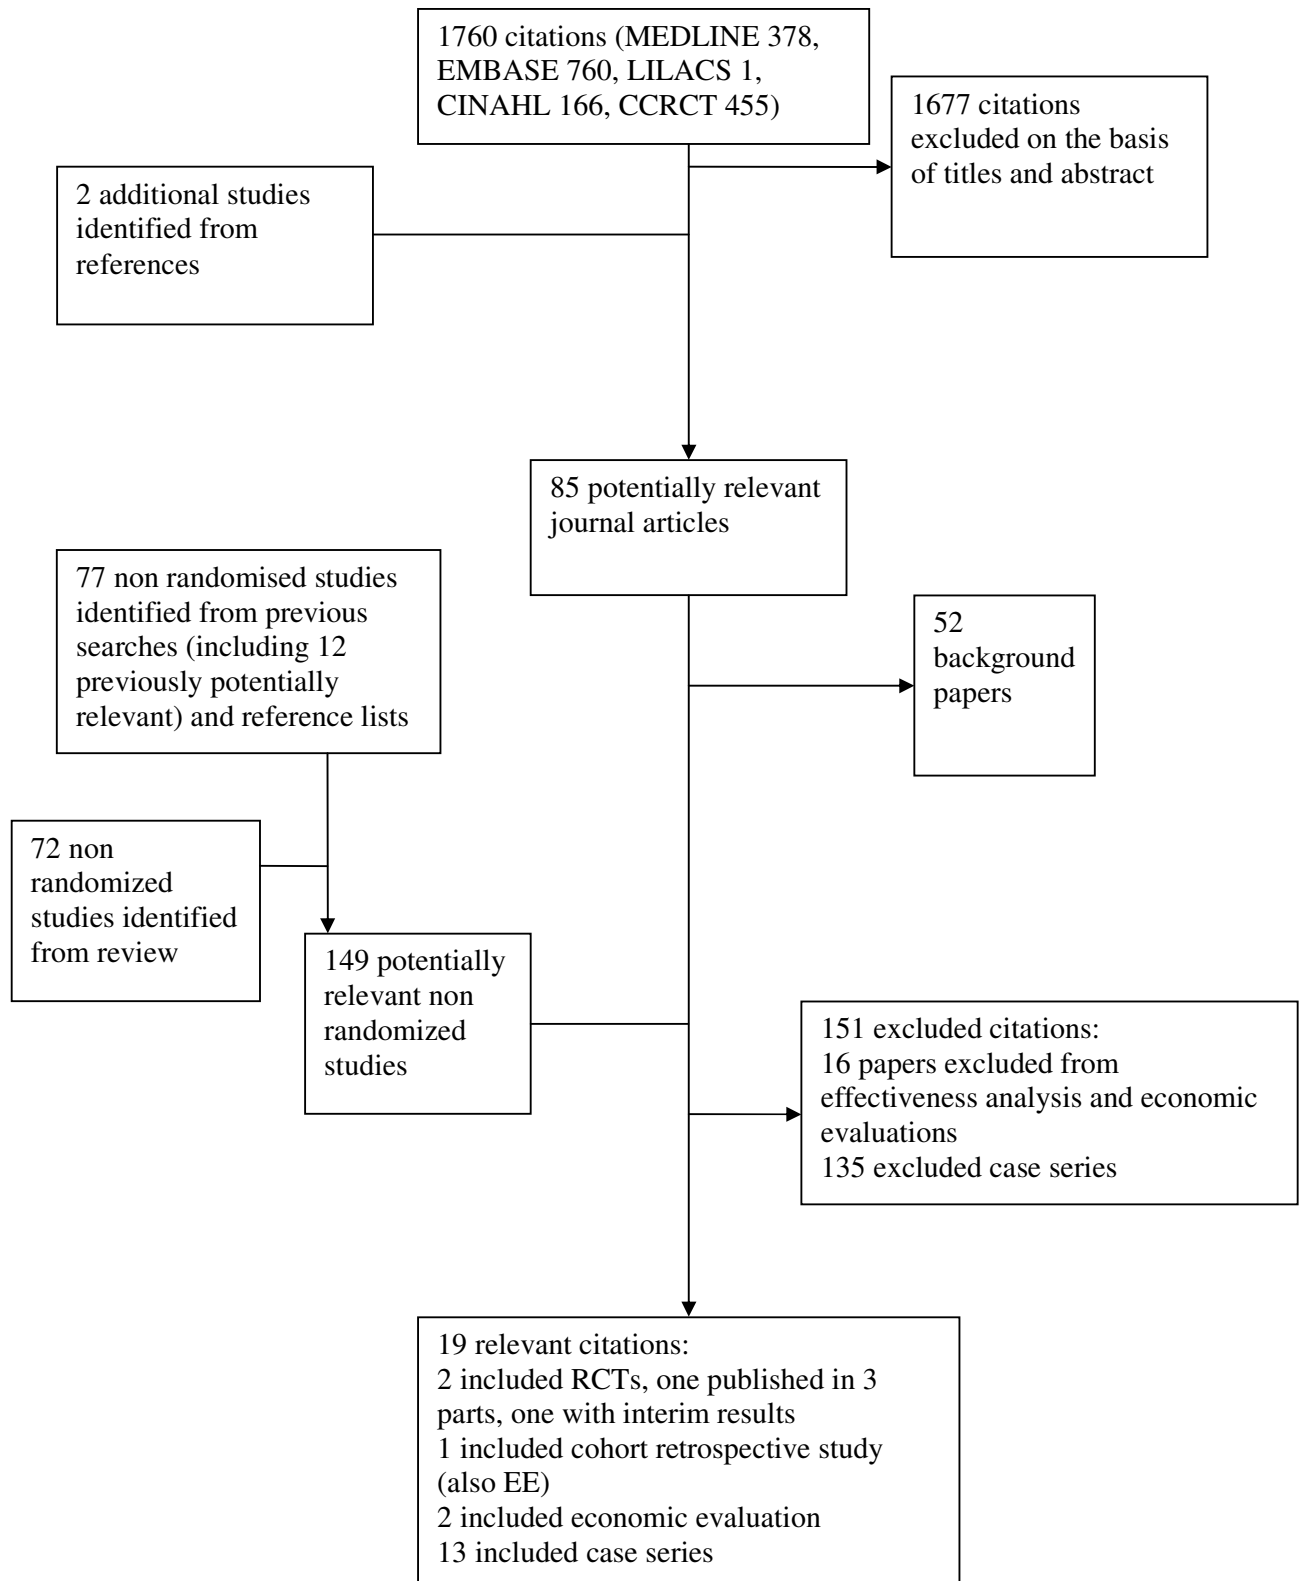 1760 citations (MEDLINE 378,
EMBASE 760, LILACS 1,
CINAHL 166, CCRCT 455)
1677 citations
excluded on the basis
of titles and abstract
2 additional studies
identified from
references
85 potentially relevant
journal articles
77 non randomised studies
identified from previous
searches (including 12
previously potentially
relevant) and reference lists
52
background
papers
72 non
randomized
studies identified
from review
149 potentially
relevant non
randomized
studies
151 excluded citations:
16 papers excluded from
effectiveness analysis and economic
evaluations
135 excluded case series
19 relevant citations:
2 included RCTs, one published in 3
parts, one with interim results
1 included cohort retrospective study
(also EE)
2 included economic evaluation
13 included case series